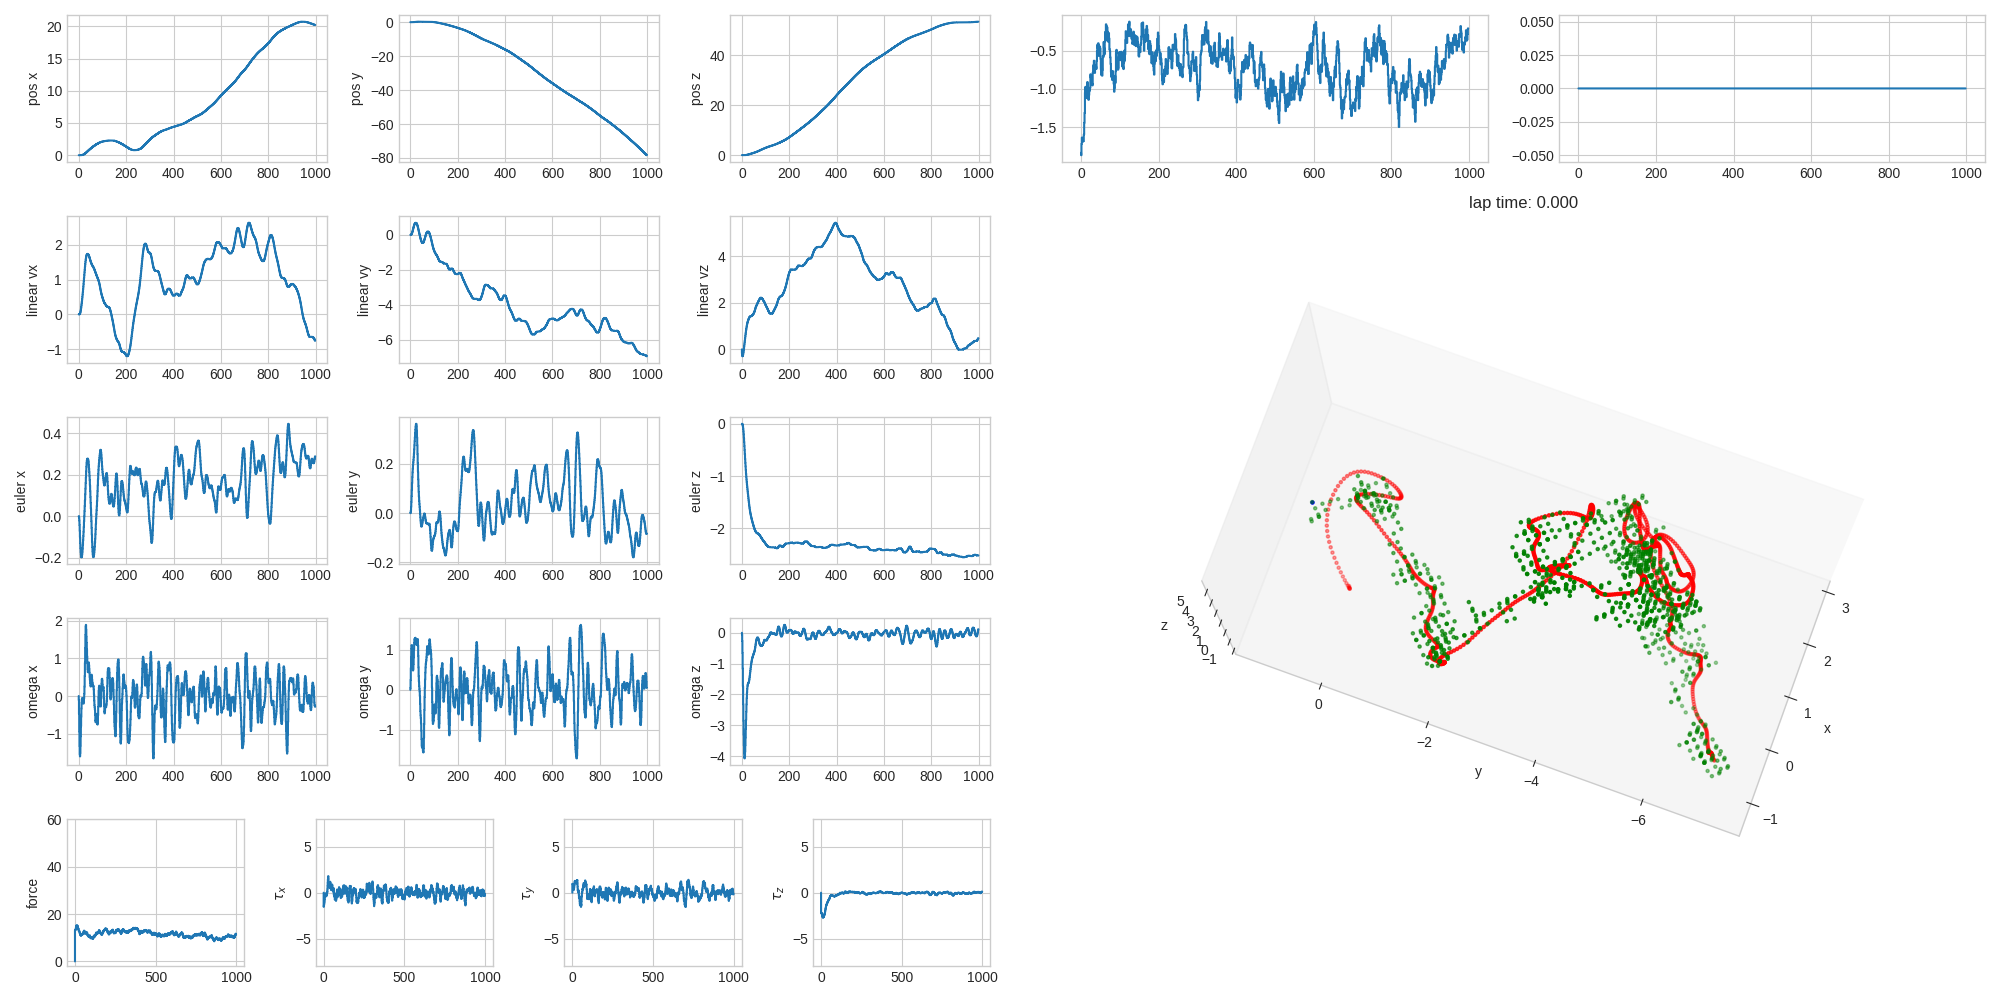 pos x
20
15
10
5
0
0 200 400 600 800 1000
pos y
0
−20
−40
−60
−80
0 200 400 600 800 1000
pos z
40
20
0
0 200 400 600 800 1000
−0.5
−1.0
−1.5
0 200 400 600 800 1000
0.050
0.025
0.000
−0.025
−0.050
0 200 400 600 800 1000
linear vx
2
1
0
−1
0 200 400 600 800 1000
linear vy
0
−2
−4
−6
0 200 400 600 800 1000
linear vz
4
2
0
0 200 400 600 800 1000
lap time: 0.000
euler x
0.4
0.2
0.0
−0.2
0 200 400 600 800 1000
euler y
0.2
0.0
−0.2
0 200 400 600 800 1000
euler z
0
−1
−2
0 200 400 600 800 1000
omega x
2
1
0
−1
0 200 400 600 800 1000
omega y
1
0
−1
0 200 400 600 800 1000
omega z
0
−1
−2
−3
−4
0 200 400 600 800 1000
z
5
4
3
2
1
0
−1
y
0
−2
−4
−6
x
3
2
1
0
−1
force
60
40
20
0
0 500 1000
τx
5
0
−5
0 500 1000
τy
5
0
−5
0 500 1000
τz
5
0
−5
0 500 1000